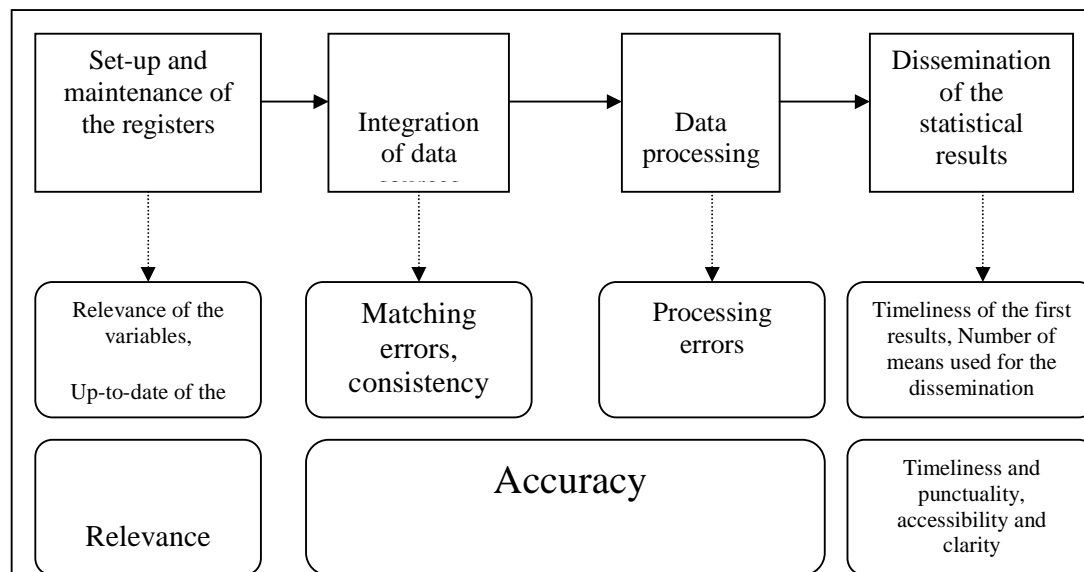 Set-up and
maintenance of
the registers
Integration
of data
Data
processing
Dissemination
of the
statistical
results
Relevance of the
variables,
Up-to-date of the
Matching
errors,
consistency
Processing
errors
Timeliness of the first
results, Number of
means used for the
dissemination
Relevance
Accuracy
Timeliness and
punctuality,
accessibility and
clarity